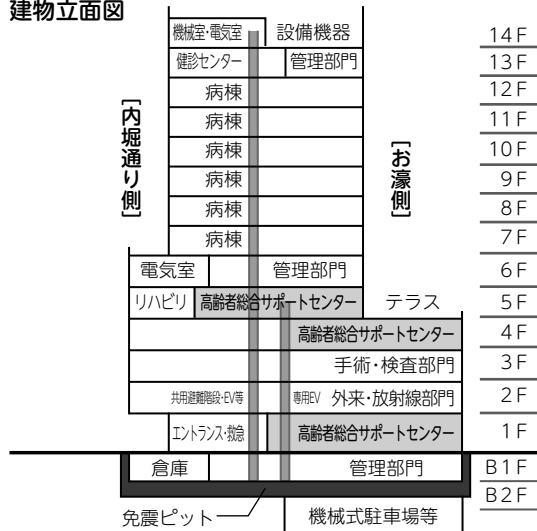 建物立面図
機械室・電気室 設備機器 14F
健診センター 管理部門 13F
病棟 12F
病棟 11F
病棟 10F
病棟 9F
病棟 8F
病棟 7F
[内堀通り側]
[お濠側]
電気室 管理部門 6F
リハビリ 高齢者総合サポートセンター テラス 5F
高齢者総合サポートセンター 4F
手術・検査部門 3F
共用避難階段・EV等 専用EV 外来・放射線部門 2F
エントランス・救急 高齢者総合サポートセンター 1F
倉庫 管理部門 B1F
B2F
免震ピット 機械式駐車場等